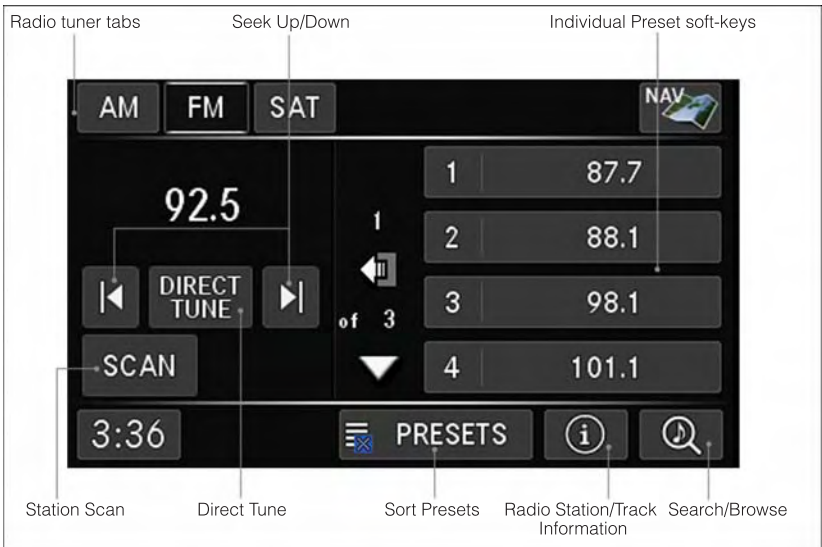 Radio tuner tabs
Seek Up/Down
Individual Preset soft-keys
AM
FM
SAT
NAV
92.5
1
87.7
1
2
88.1
DIRECT
TUNE
of 3
3
98.1
SCAN
4
101.1
3:36
PRESETS
i
Station Scan
Direct Tune
Sort Presets
Radio Station/Track
Information
Search/Browse